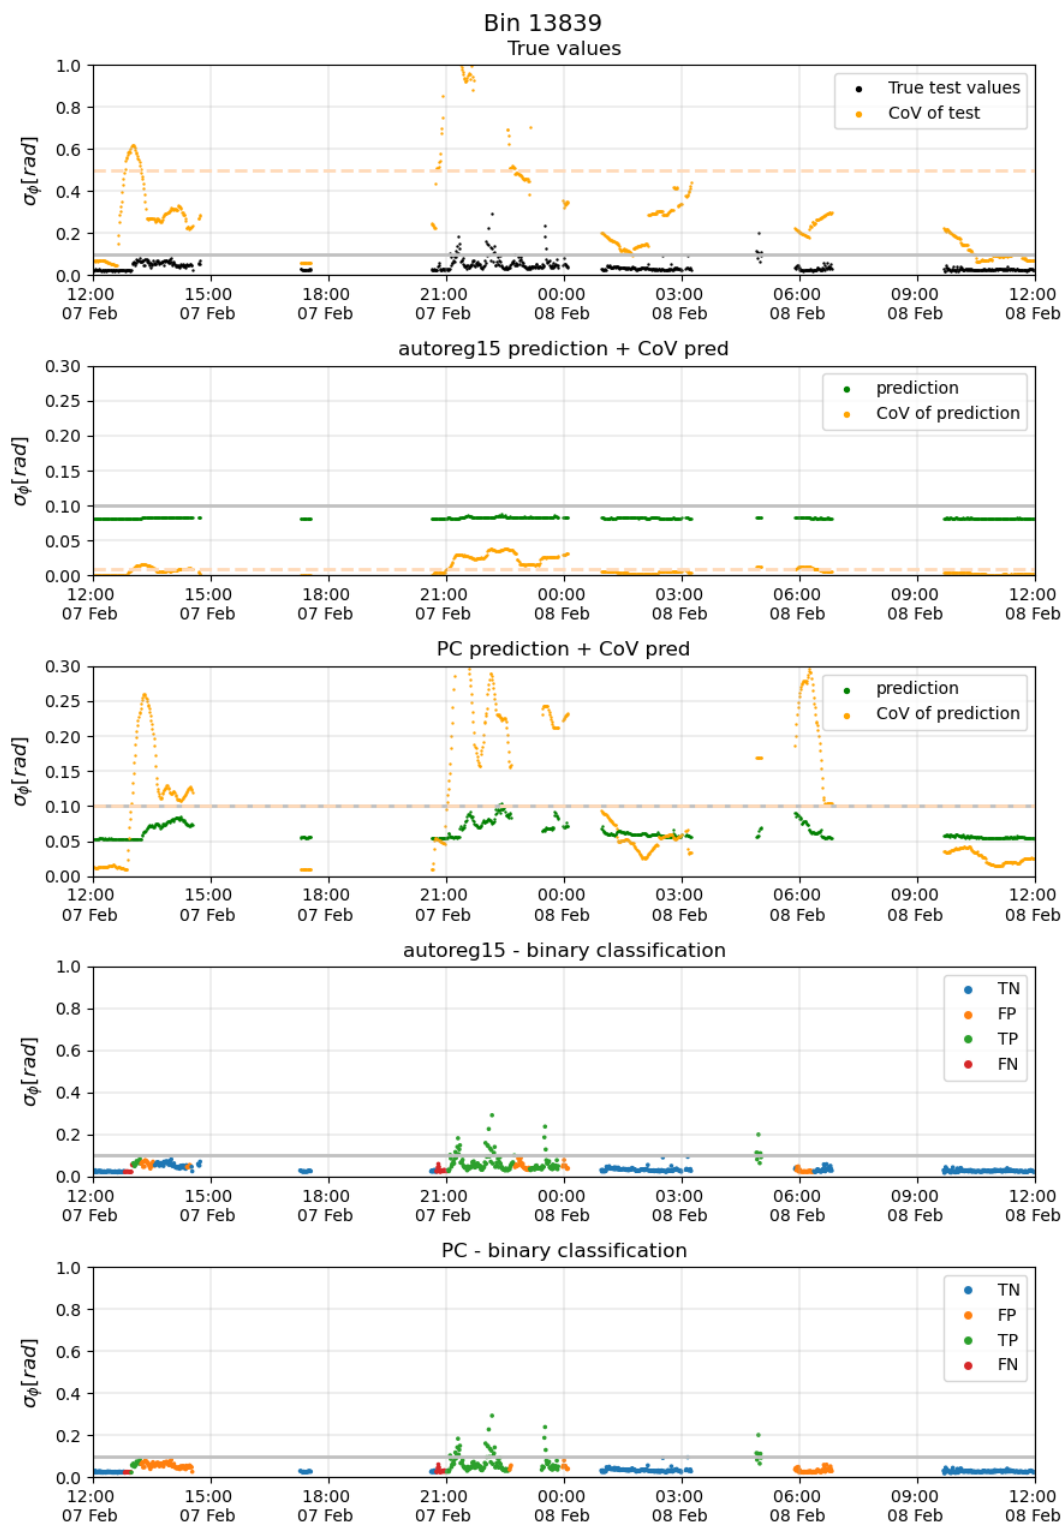 Bin 13839
True values
1.0
0.8
0.6
0.4
0.2
0.0
σϕ[rad]
True test values
CoV of test
12:00 15:00 18:00 21:00 00:00 03:00 06:00 09:00 12:00
07 Feb 07 Feb 07 Feb 07 Feb 08 Feb 08 Feb 08 Feb 08 Feb 08 Feb
autoreg15 prediction + CoV pred
0.30
0.25
0.20
0.15
0.10
0.05
0.00
σϕ[rad]
prediction
CoV of prediction
12:00 15:00 18:00 21:00 00:00 03:00 06:00 09:00 12:00
07 Feb 07 Feb 07 Feb 07 Feb 08 Feb 08 Feb 08 Feb 08 Feb 08 Feb
PC prediction + CoV pred
0.30
0.25
0.20
0.15
0.10
0.05
0.00
σϕ[rad]
prediction
CoV of prediction
12:00 15:00 18:00 21:00 00:00 03:00 06:00 09:00 12:00
07 Feb 07 Feb 07 Feb 07 Feb 08 Feb 08 Feb 08 Feb 08 Feb 08 Feb
autoreg15 - binary classification
1.0
0.8
0.6
0.4
0.2
0.0
σϕ[rad]
TN
FP
TP
FN
12:00 15:00 18:00 21:00 00:00 03:00 06:00 09:00 12:00
07 Feb 07 Feb 07 Feb 07 Feb 08 Feb 08 Feb 08 Feb 08 Feb 08 Feb
PC - binary classification
1.0
0.8
0.6
0.4
0.2
0.0
σϕ[rad]
TN
FP
TP
FN
12:00 15:00 18:00 21:00 00:00 03:00 06:00 09:00 12:00
07 Feb 07 Feb 07 Feb 07 Feb 08 Feb 08 Feb 08 Feb 08 Feb 08 Feb